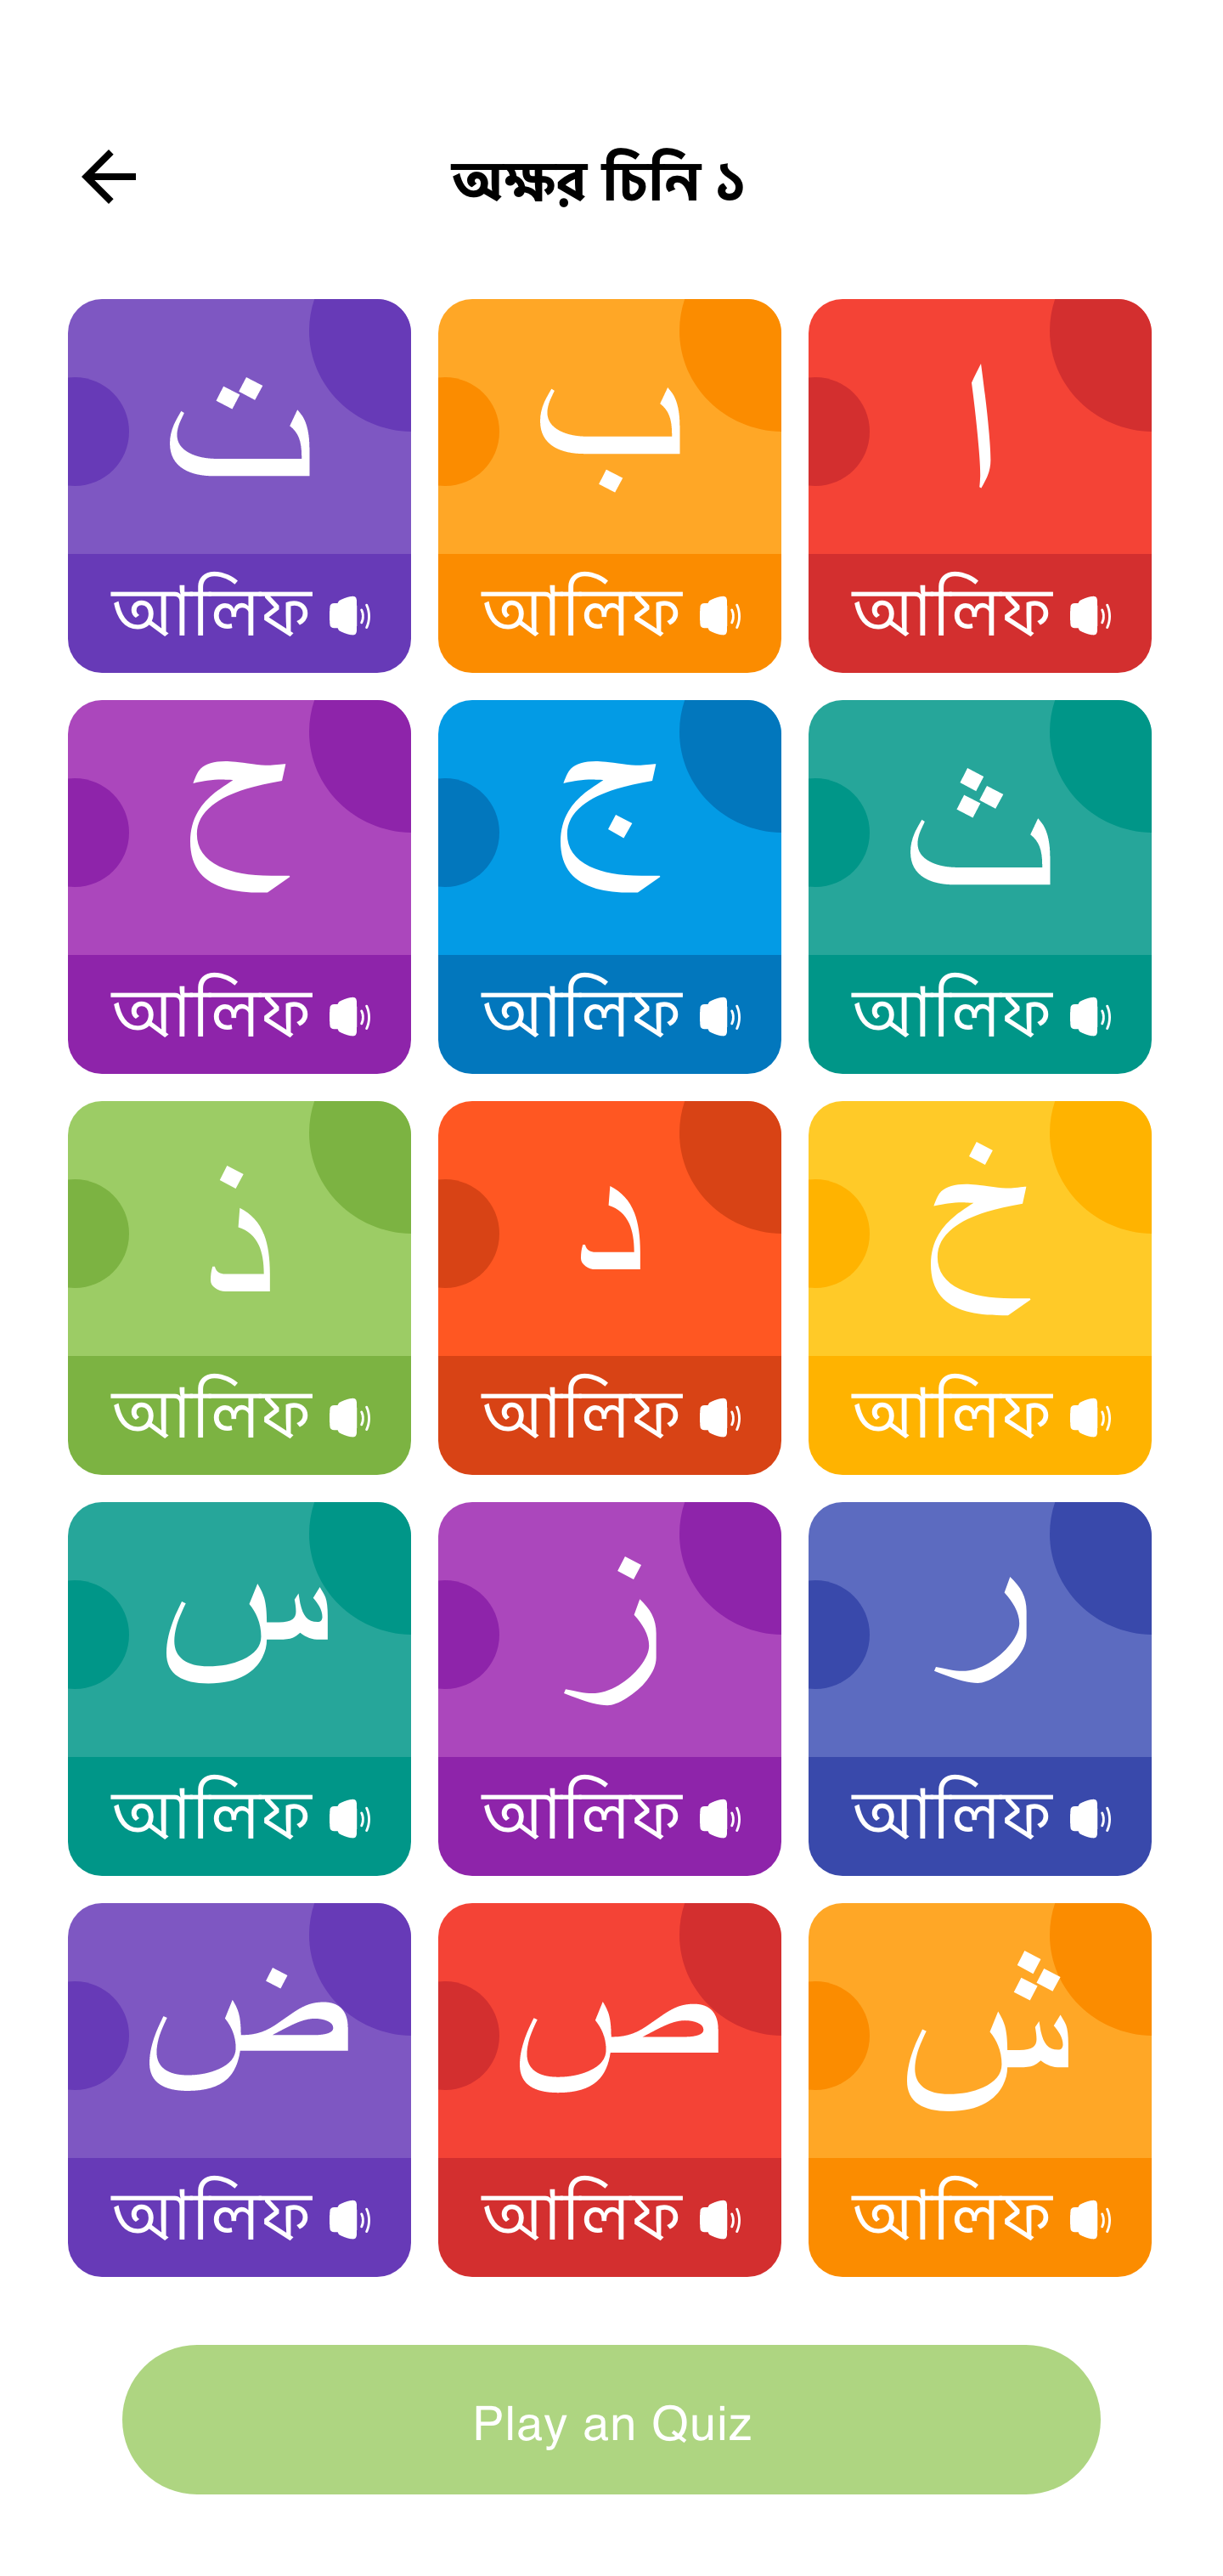 অক্ষর চিনি ১
ا ب ت
আলিফ আলিফ আলিফ
ث ج ح
আলিফ আলিফ আলিফ
خ د ذ
আলিফ আলিফ আলিফ
ر ز س
আলিফ আলিফ আলিফ
ش ص ض
আলিফ আলিফ আলিফ
Play an Quiz